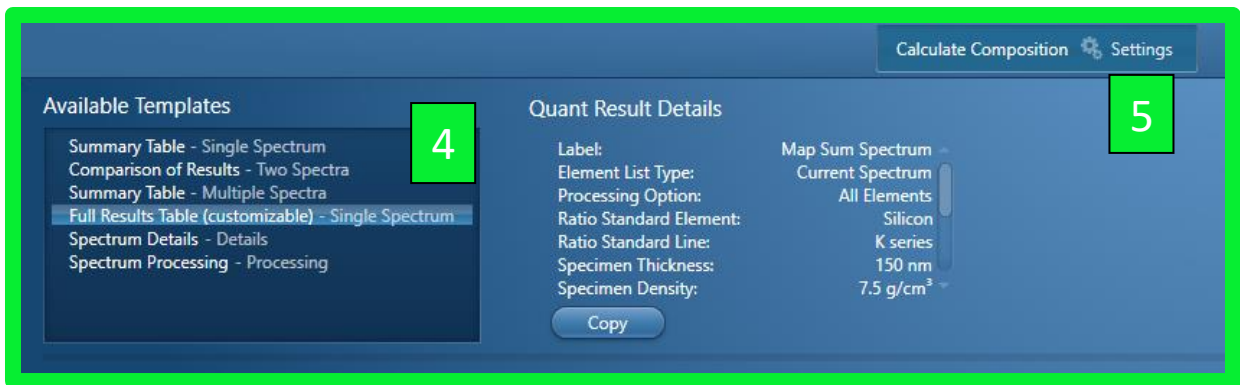 Calculate Composition Settings
Available Templates
4
Summary Table - Single Spectrum
Comparison of Results - Two Spectra
Summary Table - Multiple Spectra
Full Results Table (customizable) - Single Spectrum
Spectrum Details - Details
Spectrum Processing - Processing
Quant Result Details
5
Label: Map Sum Spectrum
Element List Type: Current Spectrum
Processing Option: All Elements
Ratio Standard Element: Silicon
Ratio Standard Line: K series
Specimen Thickness: 150 nm
Specimen Density: 7.5 g/cm³
Copy